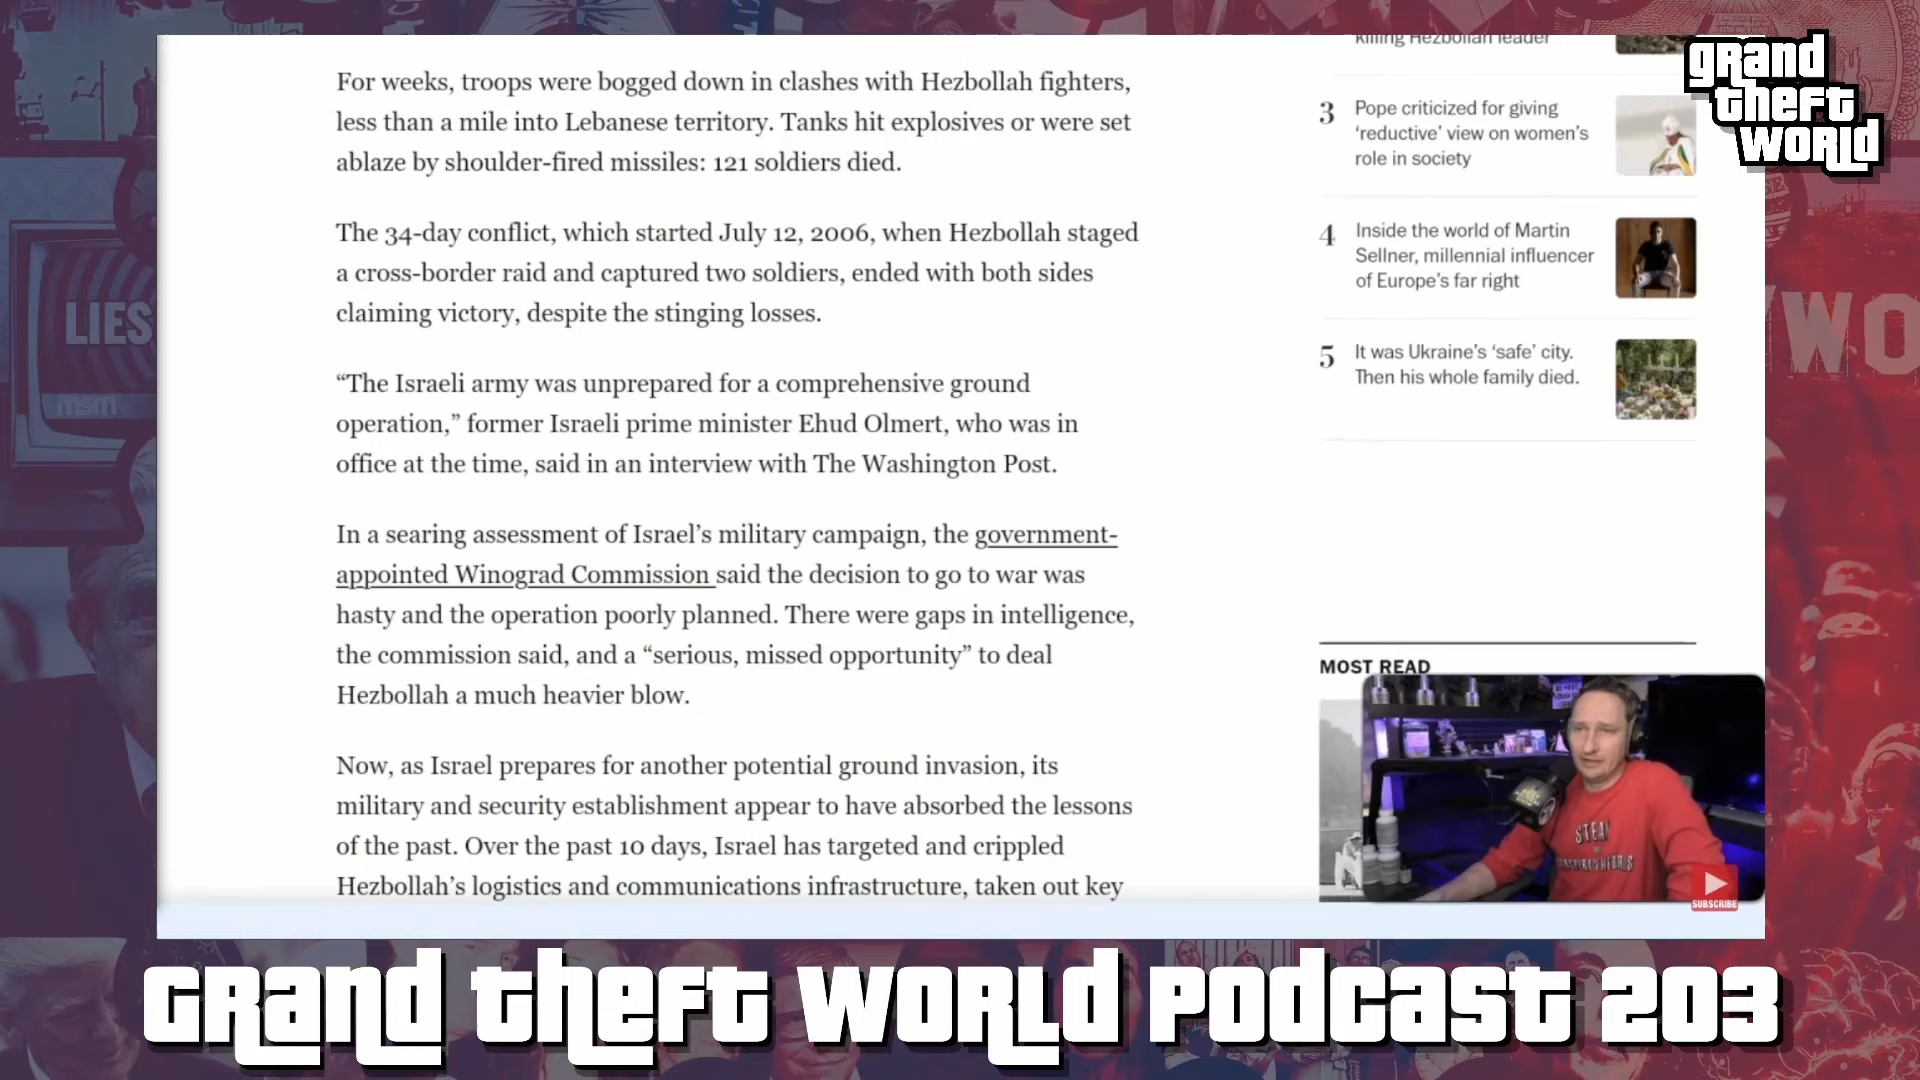 For weeks, troops were bogged down in clashes with Hezbollah fighters,
less than a mile into Lebanese territory. Tanks hit explosives or were set
ablaze by shoulder-fired missiles: 121 soldiers died.
The 34-day conflict, which started July 12, 2006, when Hezbollah staged
a cross-border raid and captured two soldiers, ended with both sides
claiming victory, despite the stinging losses.
“The Israeli army was unprepared for a comprehensive ground
operation,” former Israeli prime minister Ehud Olmert, who was in
office at the time, said in an interview with The Washington Post.
In a searing assessment of Israel’s military campaign, the government-
appointed Winograd Commission said the decision to go to war was
hasty and the operation poorly planned. There were gaps in intelligence,
the commission said, and a “serious, missed opportunity” to deal
Hezbollah a much heavier blow.
Now, as Israel prepares for another potential ground invasion, its
military and security establishment appear to have absorbed the lessons
of the past. Over the past 10 days, Israel has targeted and crippled
Hezbollah’s logistics and communications infrastructure, taken out key
killing Hezbollah leader
3 Pope criticized for giving
‘reductive’ view on women’s
role in society
4 Inside the world of Martin
Sellner, millennial influencer
of Europe’s far right
5 It was Ukraine’s ‘safe’ city.
Then his whole family died.
MOST READ
grand
theft
world
LIES
msm
WO
SUBSCRIBE
Grand Theft World Podcast 203